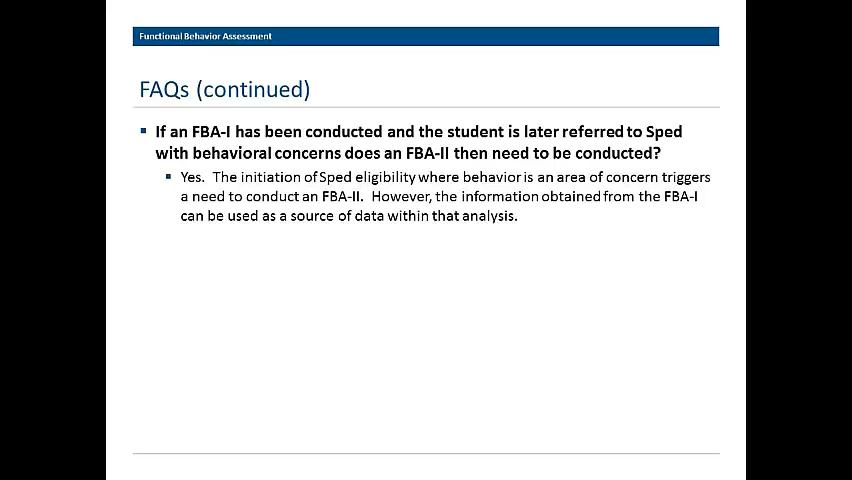 Functional Behavior Assessment
FAQs (continued)
If an FBA-I has been conducted and the student is later referred to Sped
with behavioral concerns does an FBA-II then need to be conducted?
Yes. The initiation of Sped eligibility where behavior is an area of concern triggers
a need to conduct an FBA-II. However, the information obtained from the FBA-I
can be used as a source of data within that analysis.